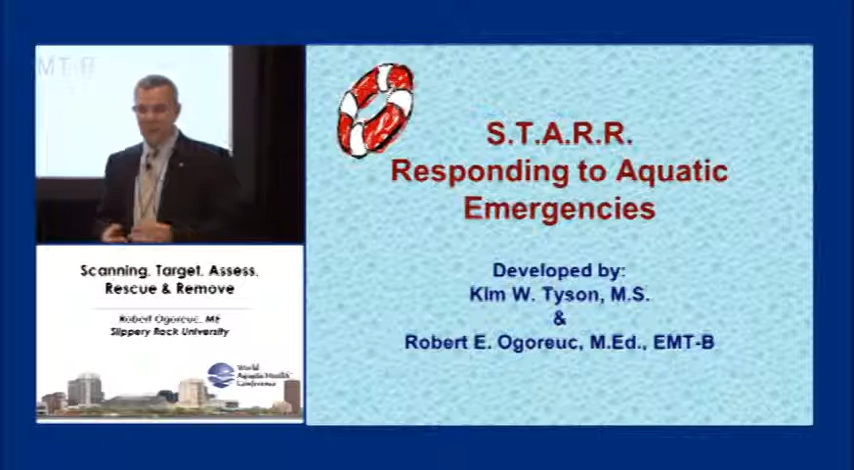 MT B
Scanning, Target, Assess,
Rescue & Remove
Robert Ogoreuc, ME
Slippery Rock University
World
Aquatic Health
Conference
S.T.A.R.R.
Responding to Aquatic
Emergencies
Developed by:
Kim W. Tyson, M.S.
&
Robert E. Ogoreuc, M.Ed., EMT-B